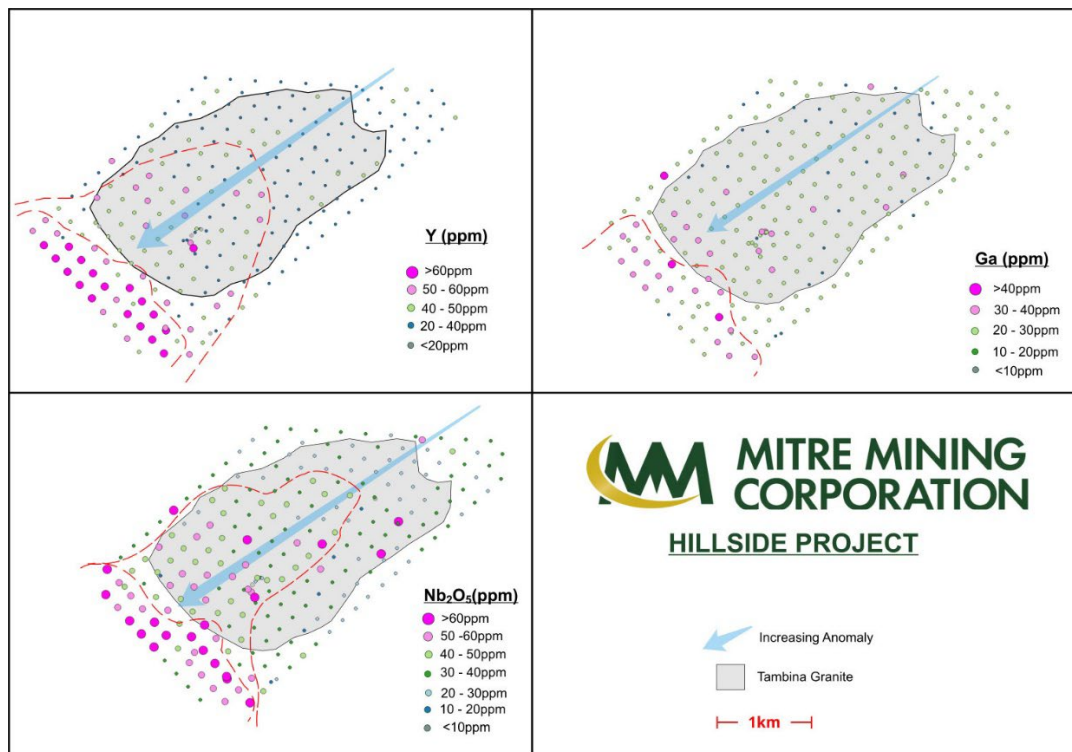 Y (ppm)
>60ppm
50 - 60ppm
40 - 50ppm
20 - 40ppm
<20ppm
Ga (ppm)
>40ppm
30 - 40ppm
20 - 30ppm
10 - 20ppm
<10ppm
Nb₂O₅(ppm)
>60ppm
50 -60ppm
40 - 50ppm
30 - 40ppm
20 - 30ppm
10 - 20ppm
<10ppm
MITRE MINING
CORPORATION
HILLSIDE PROJECT
Increasing Anomaly
Tambina Granite
1km